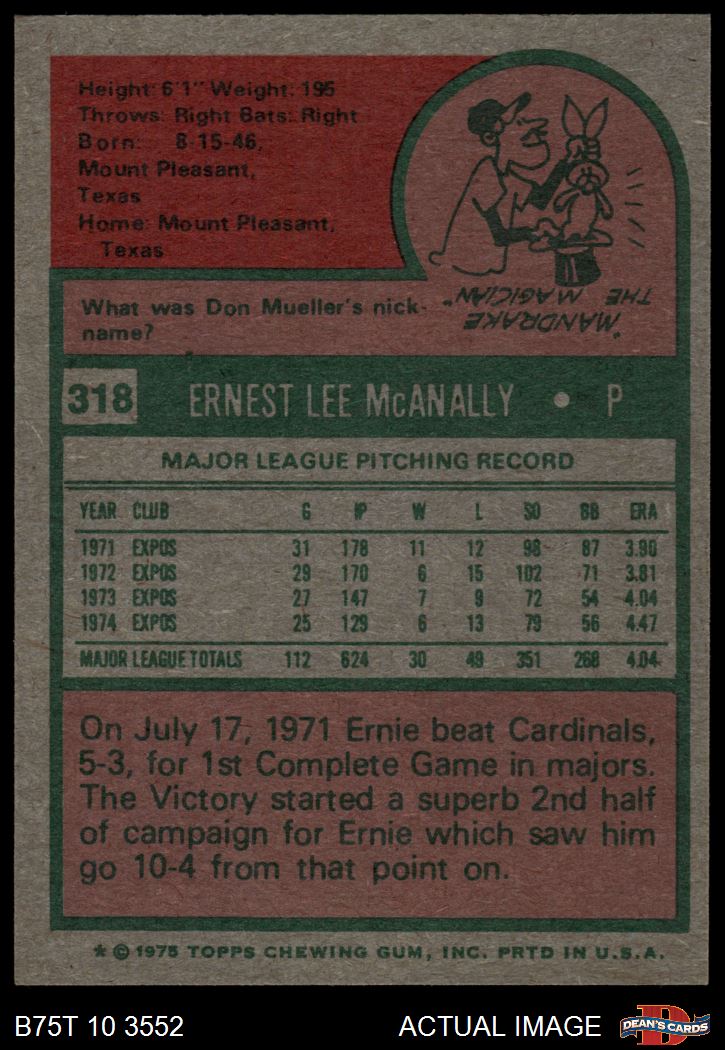 Height: 6'1" Weight: 195
Throws: Right Bats: Right
Born: 8-15-46,
Mount Pleasant,
Texas
Home: Mount Pleasant,
Texas
What was Don Mueller's nick-
name?
"MANDRAKE
THE MAGICIAN"
318 ERNEST LEE McANALLY • P
MAJOR LEAGUE PITCHING RECORD
YEAR CLUB G IP W L SO BB ERA
1971 EXPOS 31 178 11 12 98 87 3.90
1972 EXPOS 29 170 6 15 102 71 3.81
1973 EXPOS 27 147 7 9 72 54 4.04
1974 EXPOS 25 129 6 13 79 56 4.47
MAJOR LEAGUE TOTALS 112 624 30 49 351 268 4.04
On July 17, 1971 Ernie beat Cardinals,
5-3, for 1st Complete Game in majors.
The Victory started a superb 2nd half
of campaign for Ernie which saw him
go 10-4 from that point on.
* © 1975 TOPPS CHEWING GUM, INC. PRTD IN U.S.A.
B75T 10 3552 ACTUAL IMAGE D DEAN'S CARDS